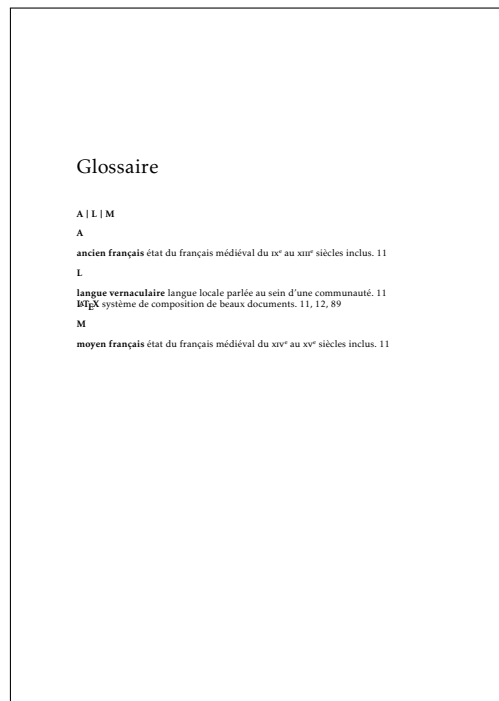 Glossaire
A | L | M
A
ancien français état du français médiéval du IXᵉ au XIIIᵉ siècles inclus. 11
L
langue vernaculaire langue locale parlée au sein d’une communauté. 11
LATEX système de composition de beaux documents. 11, 12, 89
M
moyen français état du français médiéval du XIVᵉ au XVᵉ siècles inclus. 11